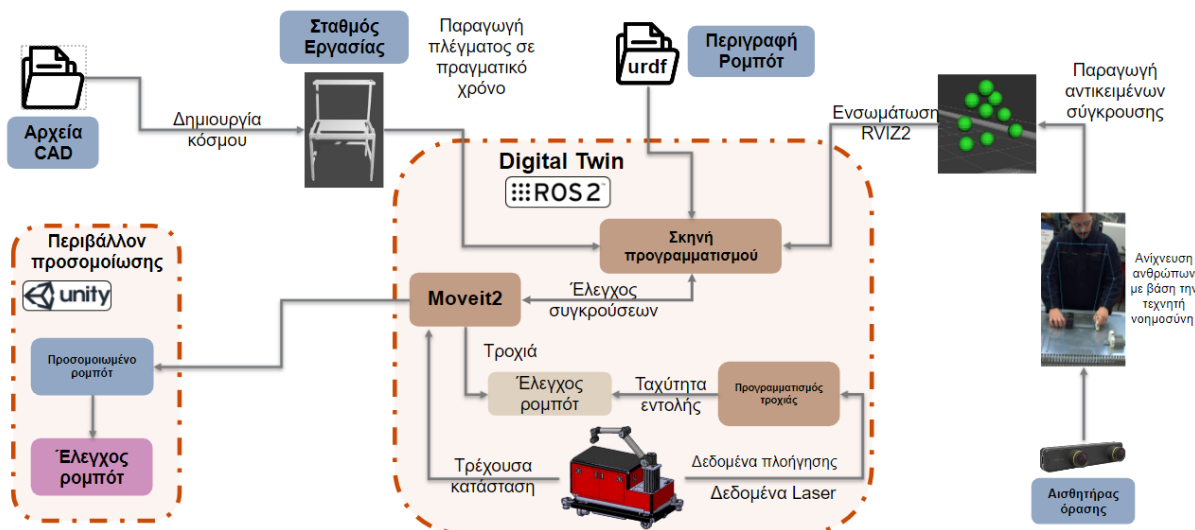 Αρχεία
CAD
Δημιουργία
κόσμου
Σταθμός
Εργασίας
Παραγωγή
πλέγματος σε
πραγματικό
χρόνο
urdf
Περιγραφή
Ρομπότ
Ενσωμάτωση
RVIZ2
Παραγωγή
αντικειμένων
σύγκρουσης
Digital Twin
ROS 2
Σκηνή
προγραμματισμού
Περιβάλλον
προσομοίωσης
unity
Moveit2
Έλεγχος
συγκρούσεων
Ανίχνευση
ανθρώπων
με βάση την
τεχνητή
νοημοσύνη
Προσομοιωμένο
ρομπότ
Τροχιά
Έλεγχος
ρομπότ
Ταχύτητα
εντολής
Προγραμματισμός
τροχιάς
Έλεγχος
ρομπότ
Τρέχουσα
κατάσταση
Δεδομένα πλοήγησης
Δεδομένα Laser
Αισθητήρας
όρασης